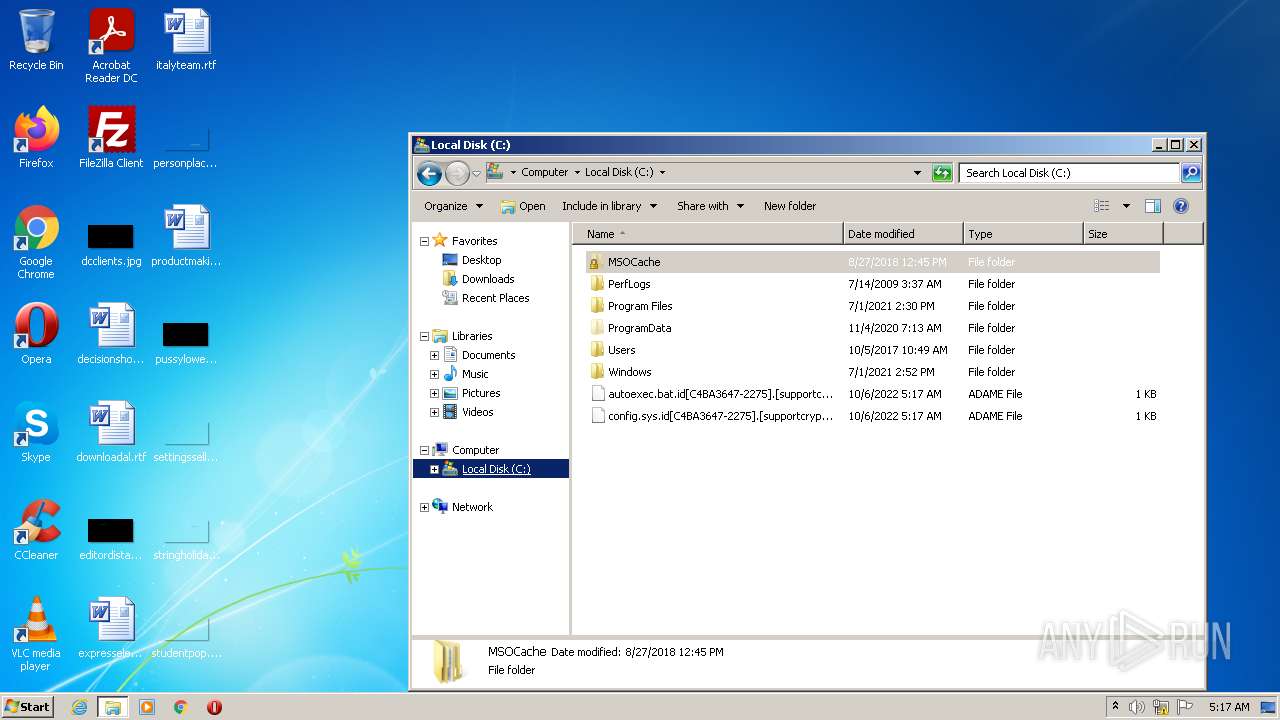 Recycle Bin
Acrobat
Reader DC
italyteam.rtf
Firefox
FileZilla Client
personplac...
Google
Chrome
dcclients.jpg
productmaki...
Opera
decisionsho...
pussylowe...
Skype
downloadal.rtf
settingssell...
CCleaner
editordista...
stringholida...
VLC media
player
expressele...
studentpop....
Local Disk (C:)
Computer
Local Disk (C:)
Search Local Disk (C:)
Organize
Open
Include in library
Share with
New folder
Favorites
Desktop
Downloads
Recent Places
Libraries
Documents
Music
Pictures
Videos
Computer
Local Disk (C:)
Network
Name Date modified Type Size
MSOCache 8/27/2018 12:45 PM File folder
PerfLogs 7/14/2009 3:37 AM File folder
Program Files 7/1/2021 2:30 PM File folder
ProgramData 11/4/2020 7:13 AM File folder
Users 10:49 AM File folder
Windows 7/1/2021 2:52 PM File folder
autoexec.bat.id[C4BA3647-2275].[supportc... 10/6/2022 5:17 AM ADAME File 1 KB
config.sys.id[C4BA3647-2275].[supportcry... 10/6/2022 5:17 AM ADAME File 1 KB
MSOCache Date modified: 8/27/2018 12:45 PM
File folder
ANY RUN
Start
5:17 AM